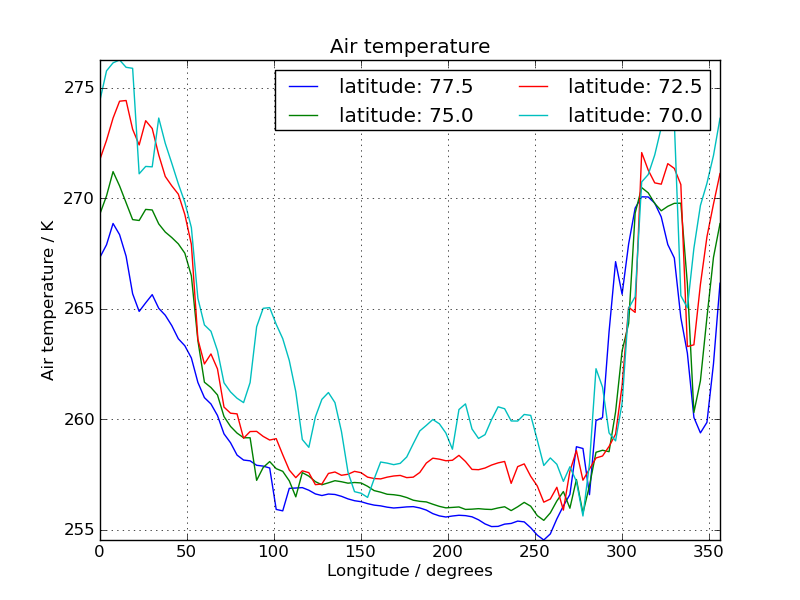 Air temperature
latitude: 77.5
latitude: 75.0
latitude: 72.5
latitude: 70.0
Air temperature / K
275
270
265
260
255
0 50 100 150 200 250 300 350
Longitude / degrees